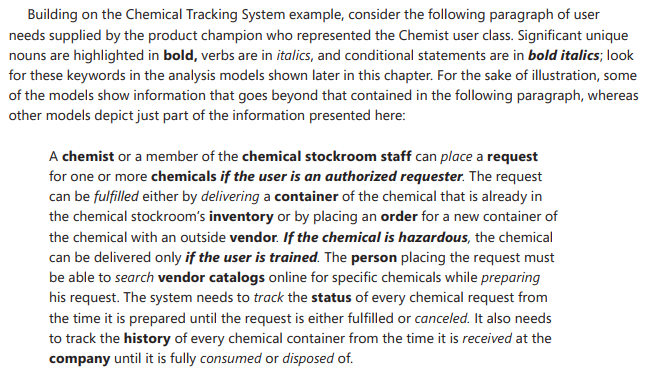 Building on the Chemical Tracking System example, consider the following paragraph of user
needs supplied by the product champion who represented the Chemist user class. Significant unique
nouns are highlighted in bold, verbs are in italics, and conditional statements are in bold italics; look
for these keywords in the analysis models shown later in this chapter. For the sake of illustration, some
of the models show information that goes beyond that contained in the following paragraph, whereas
other models depict just part of the information presented here:
A chemist or a member of the chemical stockroom staff can place a request
for one or more chemicals if the user is an authorized requester. The request
can be fulfilled either by delivering a container of the chemical that is already in
the chemical stockroom's inventory or by placing an order for a new container of
the chemical with an outside vendor. If the chemical is hazardous, the chemical
can be delivered only if the user is trained. The person placing the request must
be able to search vendor catalogs online for specific chemicals while preparing
his request. The system needs to track the status of every chemical request from
the time it is prepared until the request is either fulfilled or canceled. It also needs
to track the history of every chemical container from the time it is received at the
company until it is fully consumed or disposed of.